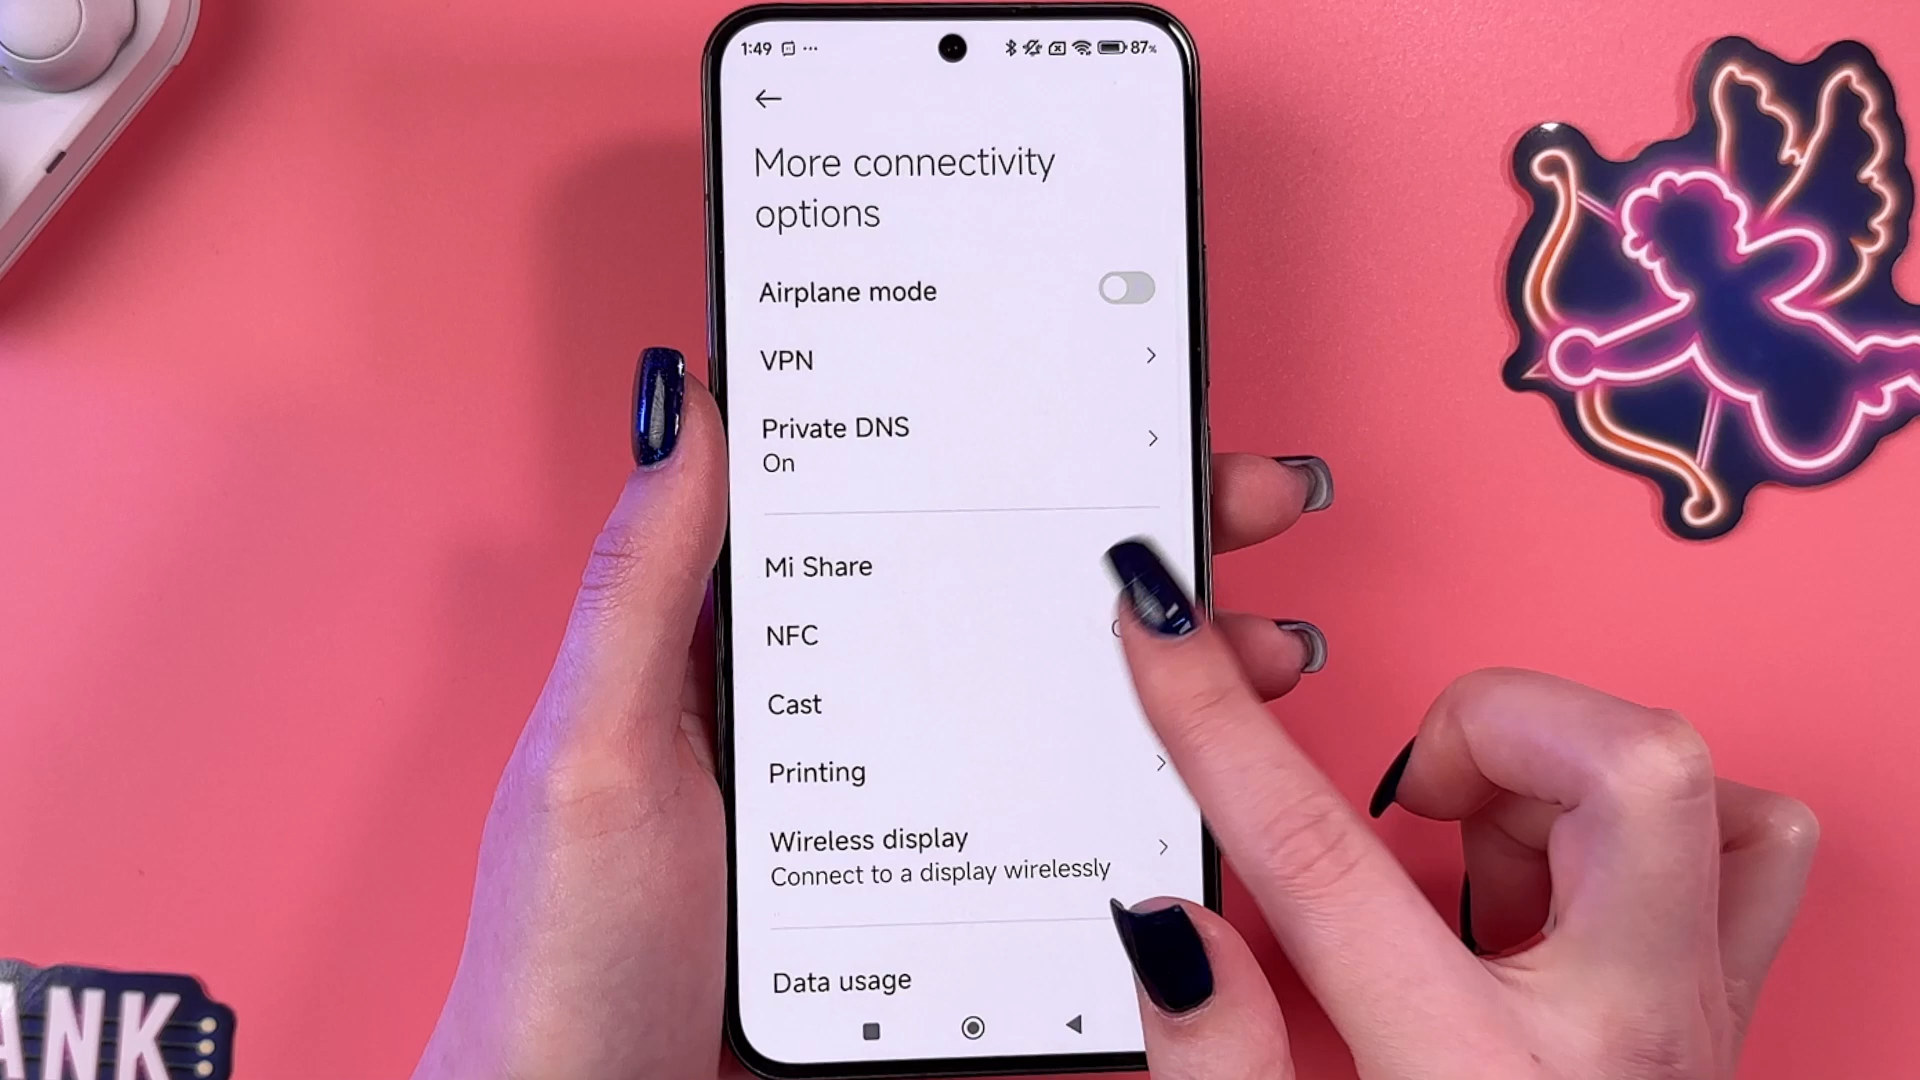 1:49 ... 87%
More connectivity
options
Airplane mode
VPN
Private DNS
On
Mi Share
NFC
Cast
Printing
Wireless display
Connect to a display wirelessly
Data usage
ANK